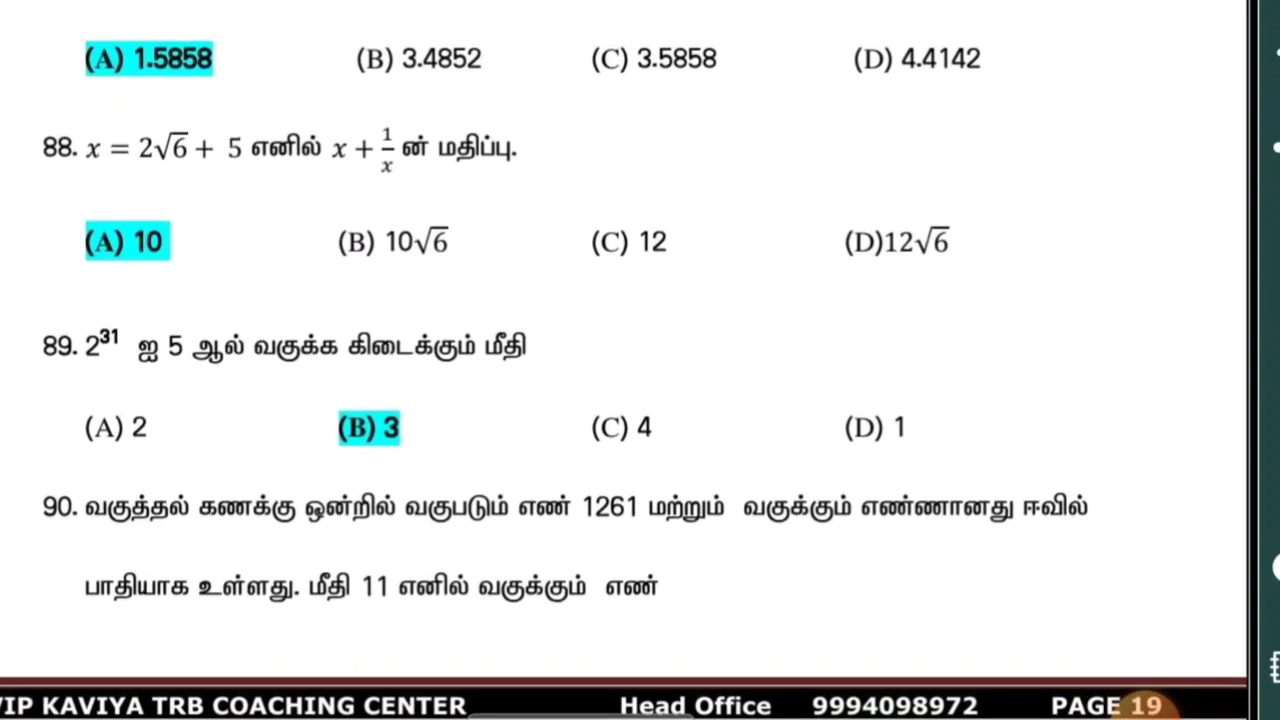 (A) 1.5858 (B) 3.4852 (C) 3.5858 (D) 4.4142
88. x = 2√6 + 5 எனில் x + 1/x ன் மதிப்பு.
(A) 10 (B) 10√6 (C) 12 (D)12√6
89. 2³¹ ஐ 5 ஆல் வகுக்க கிடைக்கும் மீதி
(A) 2 (B) 3 (C) 4 (D) 1
90. வகுத்தல் கணக்கு ஒன்றில் வகுபடும் எண் 1261 மற்றும் வகுக்கும் எண்ணானது ஈவில்
பாதியாக உள்ளது. மீதி 11 எனில் வகுக்கும் எண்
VIP KAVIYA TRB COACHING CENTER Head Office 9994098972 PAGE 19